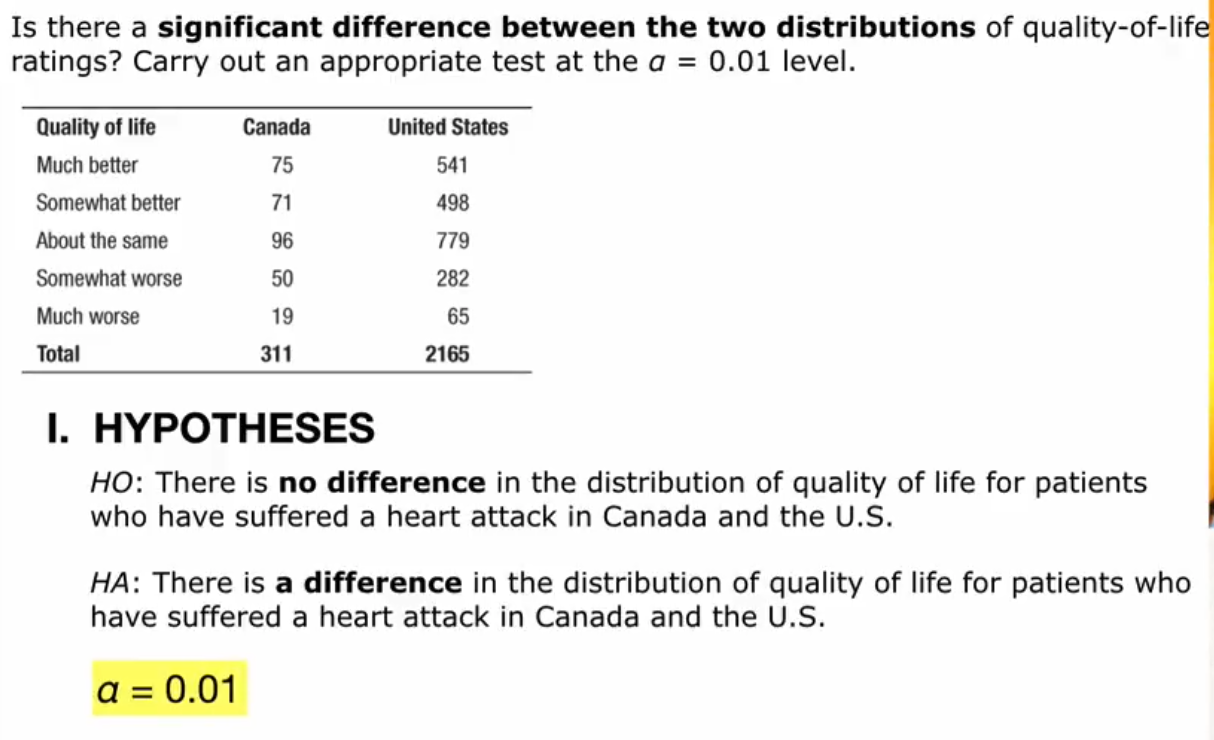 Is there a significant difference between the two distributions of quality-of-life
ratings? Carry out an appropriate test at the α = 0.01 level.
Quality of life Canada United States
Much better 75 541
Somewhat better 71 498
About the same 96 779
Somewhat worse 50 282
Much worse 19 65
Total 311 2165
I. HYPOTHESES
HO: There is no difference in the distribution of quality of life for patients
who have suffered a heart attack in Canada and the U.S.
HA: There is a difference in the distribution of quality of life for patients who
have suffered a heart attack in Canada and the U.S.
α = 0.01